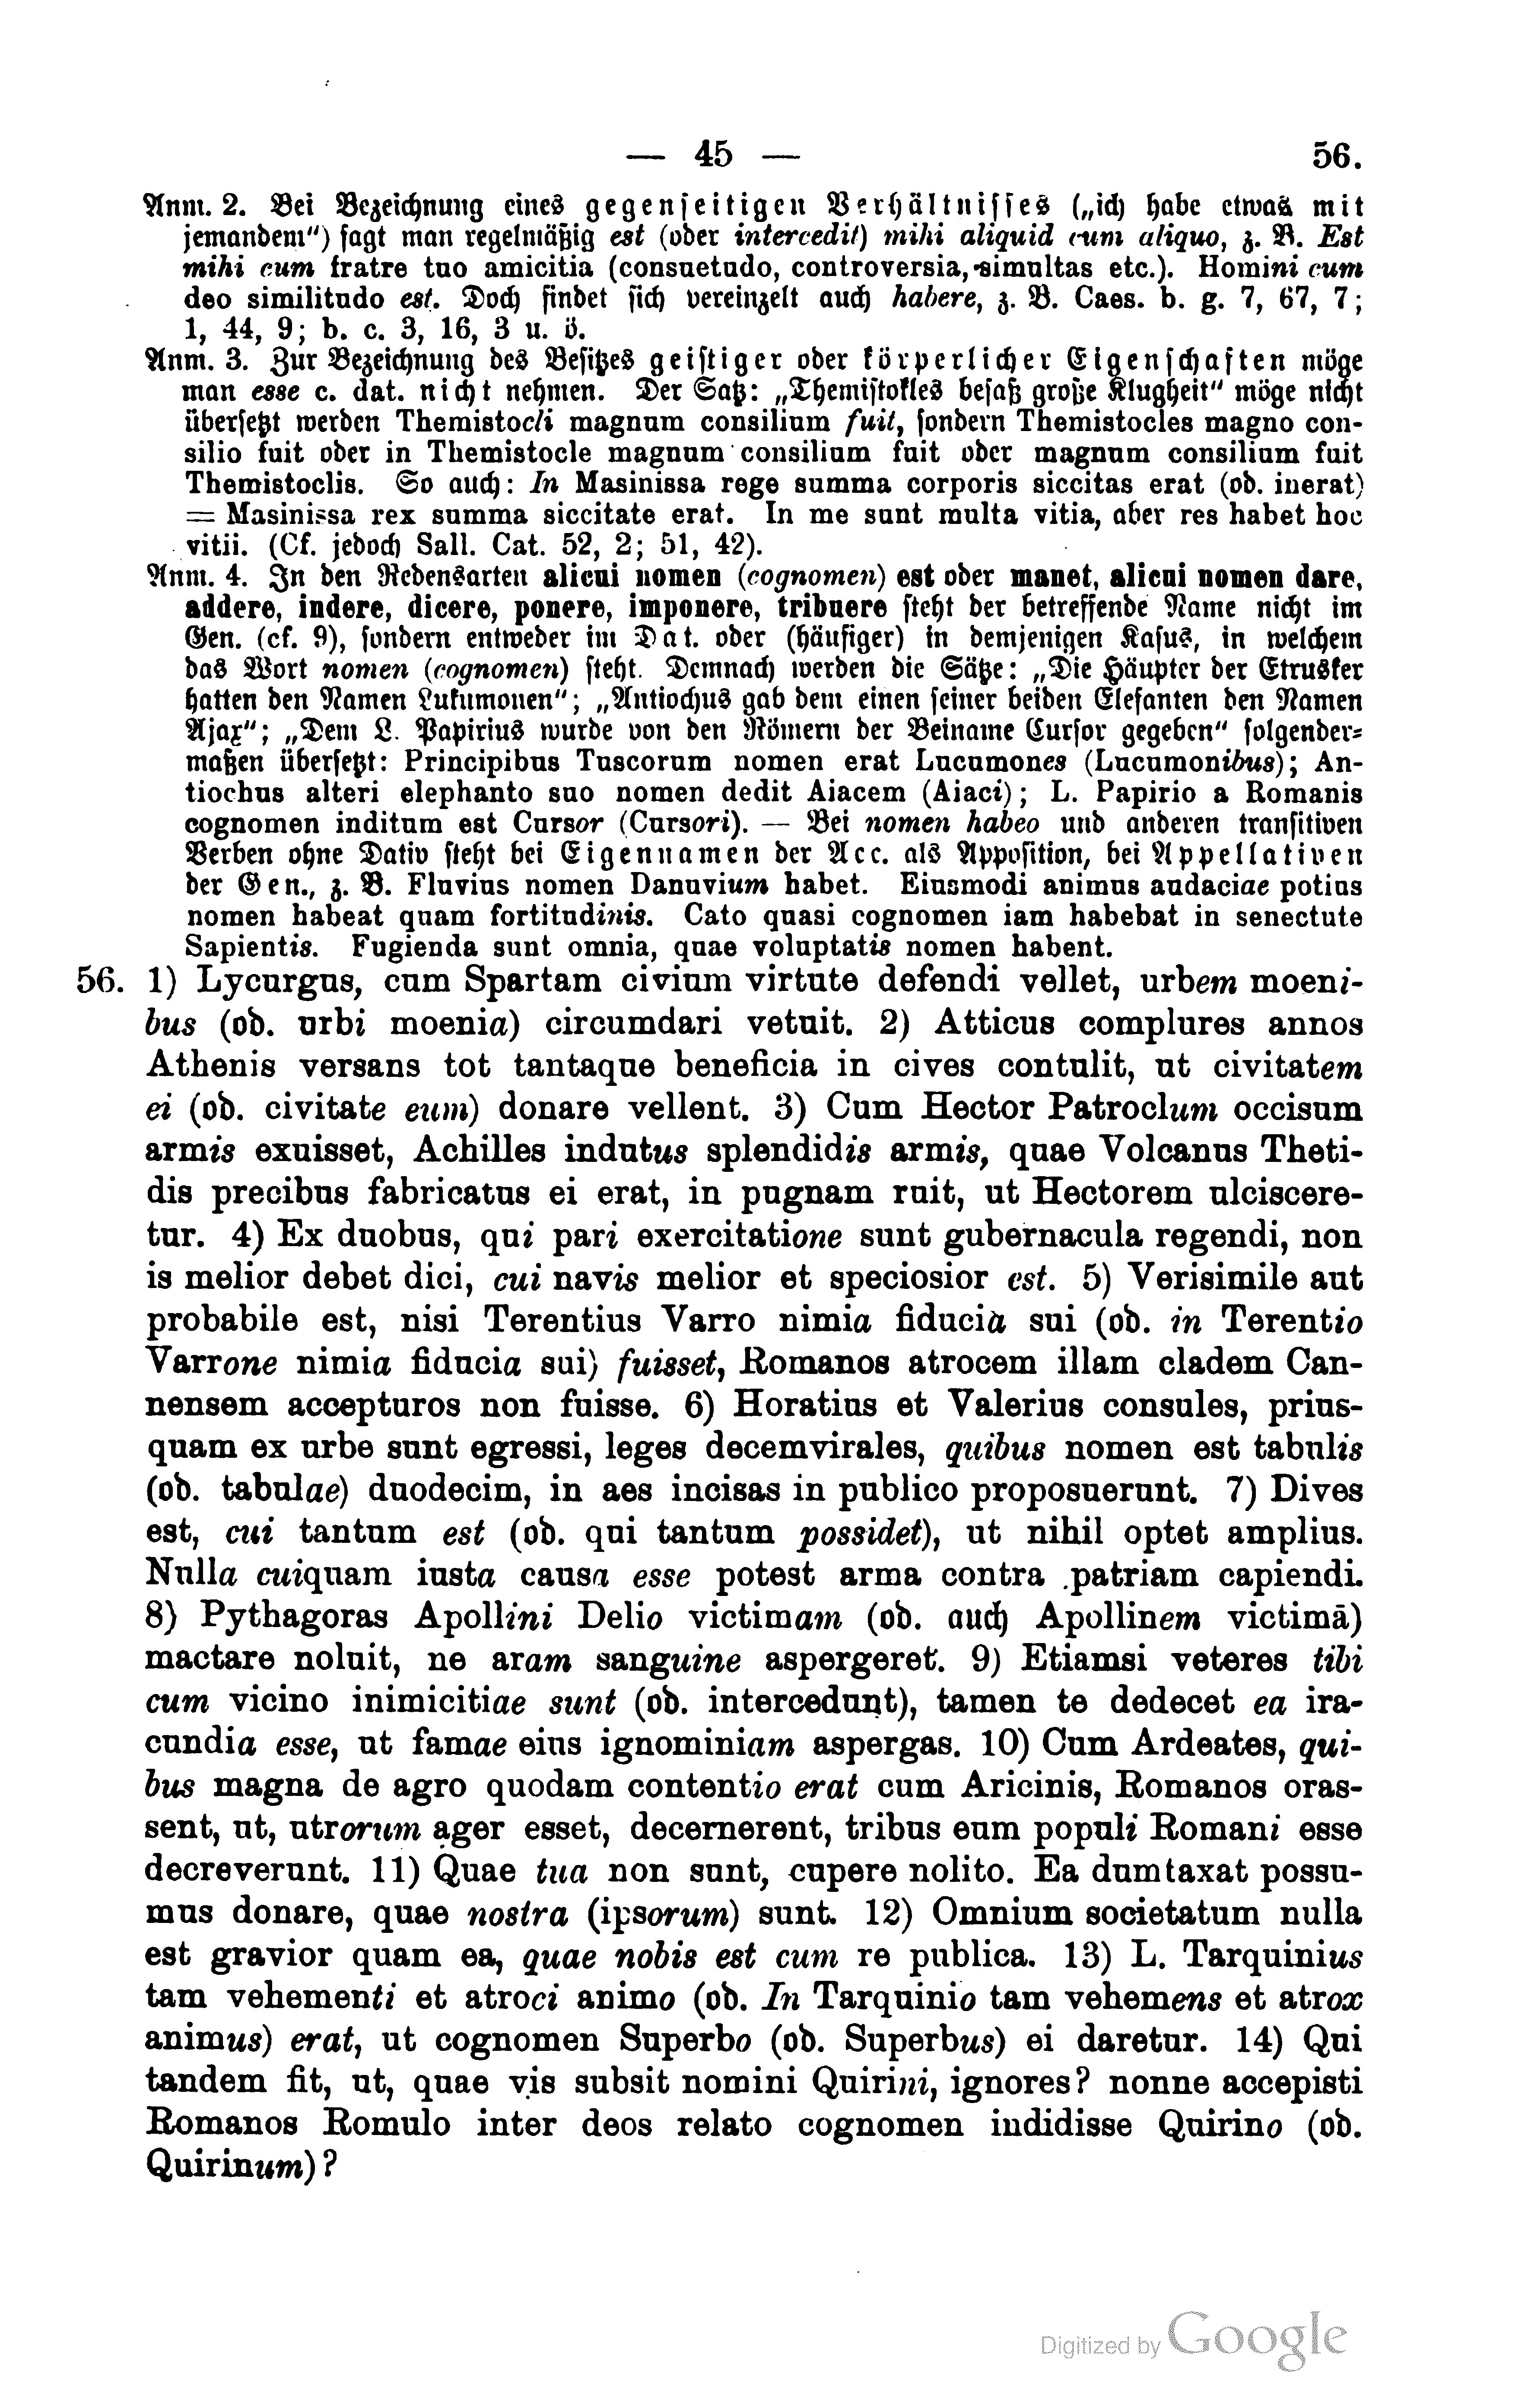 — 45 — 56.
Anm. 2. Bei Bezeichnung eines gegenseitigen Verhältnisses („ich habe etwas mit
jemandem") sagt man regelmäßig est (oder intercedit) mihi aliquid cum aliquo, z. B. Est
mihi cum fratre tuo amicitia (consuetudo, controversia, simultas etc.). Homini cum
deo similitudo est. Doch findet sich vereinzelt auch habere, z. B. Caes. b. g. 7, 67, 7;
1, 44, 9; b. c. 3, 16, 3 u. ö.
Anm. 3. Zur Bezeichnung des Besitzes geistiger oder körperlicher Eigenschaften möge
man esse c. dat. nicht nehmen. Der Satz: „Themistokles besaß große Klugheit" möge nicht
übersetzt werden Themistocli magnum consilium fuit, sondern Themistocles magno con-
silio fuit oder in Themistocle magnum consilium fuit oder magnum consilium fuit
Themistoclis. So auch: In Masinissa rege summa corporis siccitas erat (od. inerat)
= Masinissa rex summa siccitate erat. In me sunt multa vitia, aber res habet hoc
vitii. (Cf. jedoch Sall. Cat. 52, 2; 51, 42).
Anm. 4. In den Redensarten alicui nomen (cognomen) est oder manet, alicui nomen dare,
addere, indere, dicere, ponere, imponere, tribuere steht der betreffende Name nicht im
Gen. (cf. 9), sondern entweder im Dat. oder (häufiger) in demjenigen Kasus, in welchem
das Wort nomen (cognomen) steht. Demnach werden die Sätze: „Die Häupter der Etrusker
hatten den Namen Lukumonen"; „Antiochus gab dem einen seiner beiden Elefanten den Namen
Ajax"; „Dem L. Papirius wurde von den Römern der Beiname Cursor gegeben" folgender-
maßen übersetzt: Principibus Tuscorum nomen erat Lucumones (Lucumonibus); An-
tiochus alteri elephanto suo nomen dedit Aiacem (Aiaci); L. Papirio a Romanis
cognomen inditum est Cursor (Cursori). — Bei nomen habeo und anderen transitiven
Verben ohne Dativ steht bei Eigennamen der Acc. als Apposition, bei Appellativen
der Gen., z. B. Fluvius nomen Danuvium habet. Eiusmodi animus audaciae potius
nomen habeat quam fortitudinis. Cato quasi cognomen iam habebat in senectute
Sapientis. Fugienda sunt omnia, quae voluptatis nomen habent.
56. 1) Lycurgus, cum Spartam civium virtute defendi vellet, urbem moeni-
bus (od. urbi moenia) circumdari vetuit. 2) Atticus complures annos
Athenis versans tot tantaque beneficia in cives contulit, ut civitatem
ei (od. civitate eum) donare vellent. 3) Cum Hector Patroclum occisum
armis exuisset, Achilles indutus splendidis armis, quae Volcanus Theti-
dis precibus fabricatus ei erat, in pugnam ruit, ut Hectorem ulciscere-
tur. 4) Ex duobus, qui pari exercitatione sunt gubernacula regendi, non
is melior debet dici, cui navis melior et speciosior est. 5) Verisimile aut
probabile est, nisi Terentius Varro nimia fiducia sui (od. in Terentio
Varrone nimia fiducia sui) fuisset, Romanos atrocem illam cladem Can-
nensem accepturos non fuisse. 6) Horatius et Valerius consules, prius-
quam ex urbe sunt egressi, leges decemvirales, quibus nomen est tabulis
(od. tabulae) duodecim, in aes incisas in publico proposuerunt. 7) Dives
est, cui tantum est (od. qui tantum possidet), ut nihil optet amplius.
Nulla cuiquam iusta causa esse potest arma contra patriam capiendi.
8) Pythagoras Apollini Delio victimam (od. auch Apollinem victimā)
mactare noluit, ne aram sanguine aspergeret. 9) Etiamsi veteres tibi
cum vicino inimicitiae sunt (od. intercedunt), tamen te dedecet ea ira-
cundia esse, ut famae eius ignominiam aspergas. 10) Cum Ardeates, qui-
bus magna de agro quodam contentio erat cum Aricinis, Romanos oras-
sent, ut, utrorum ager esset, decernerent, tribus eum populi Romani esse
decreverunt. 11) Quae tua non sunt, cupere nolito. Ea dumtaxat possu-
mus donare, quae nostra (ipsorum) sunt. 12) Omnium societatum nulla
est gravior quam ea, quae nobis est cum re publica. 13) L. Tarquinius
tam vehementi et atroci animo (od. In Tarquinio tam vehemens et atrox
animus) erat, ut cognomen Superbo (od. Superbus) ei daretur. 14) Qui
tandem fit, ut, quae vis subsit nomini Quirini, ignores? nonne accepisti
Romanos Romulo inter deos relato cognomen indidisse Quirino (od.
Quirinum)?
Digitized by Google